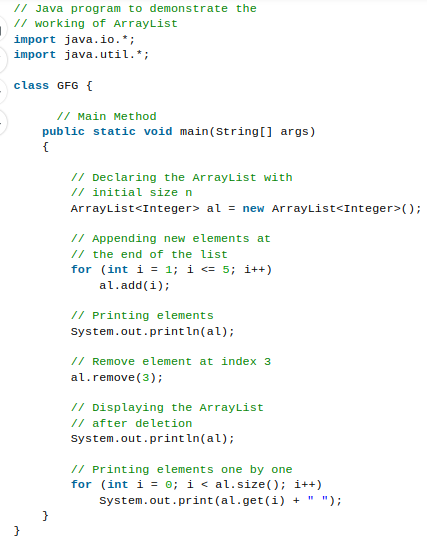 // Java program to demonstrate the
// working of ArrayList
import java.io.*;
import java.util.*;
class GFG {
// Main Method
public static void main(String[] args)
{
// Declaring the ArrayList with
// initial size n
ArrayList<Integer> al = new ArrayList<Integer>();
// Appending new elements at
// the end of the list
for (int i = 1; i <= 5; i++)
al.add(i);
// Printing elements
System.out.println(al);
// Remove element at index 3
al.remove(3);
// Displaying the ArrayList
// after deletion
System.out.println(al);
// Printing elements one by one
for (int i = 0; i < al.size(); i++)
System.out.print(al.get(i) + " ");
}
}